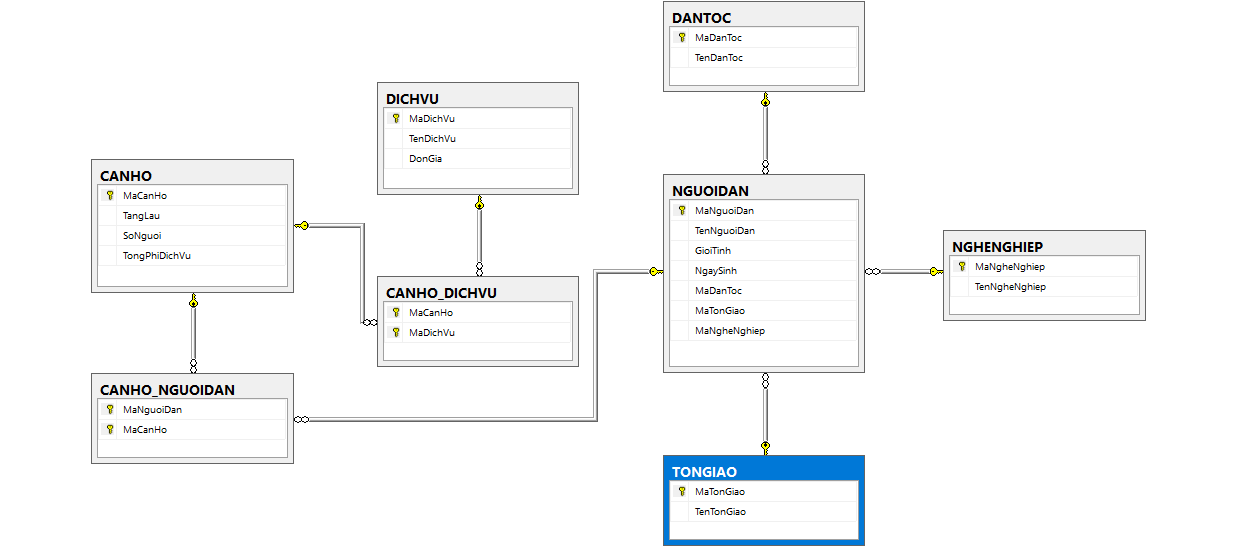 DANTOC
MaDanToc
TenDanToc
DICHVU
MaDichVu
TenDichVu
DonGia
CANHO
MaCanHo
TangLau
SoNguoi
TongPhiDichVu
NGUOIDAN
MaNguoiDan
TenNguoiDan
GioiTinh
NgaySinh
MaDanToc
MaTonGiao
MaNgheNghiep
NGHENGHIEP
MaNgheNghiep
TenNgheNghiep
CANHO_DICHVU
MaCanHo
MaDichVu
CANHO_NGUOIDAN
MaNguoiDan
MaCanHo
TONGIAO
MaTonGiao
TenTonGiao